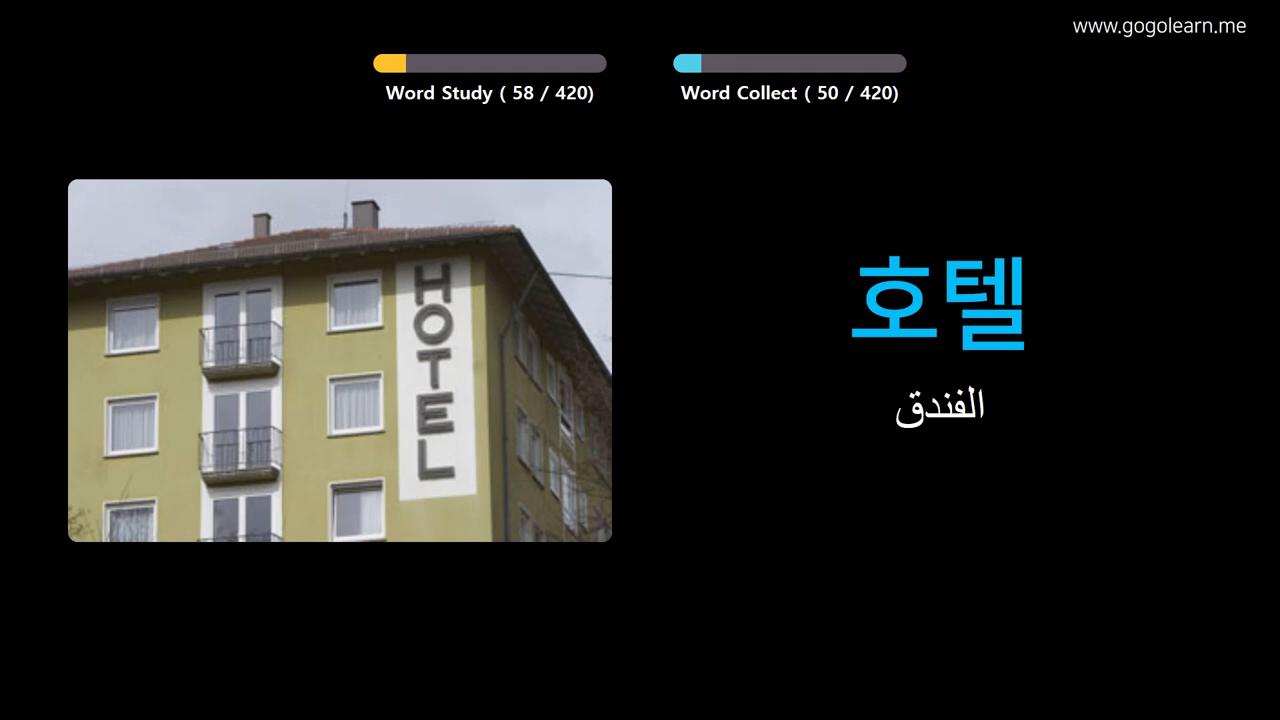 www.gogolearn.me
Word Study ( 58 / 420)
Word Collect ( 50 / 420)
HOTEL
호텔
الفندق